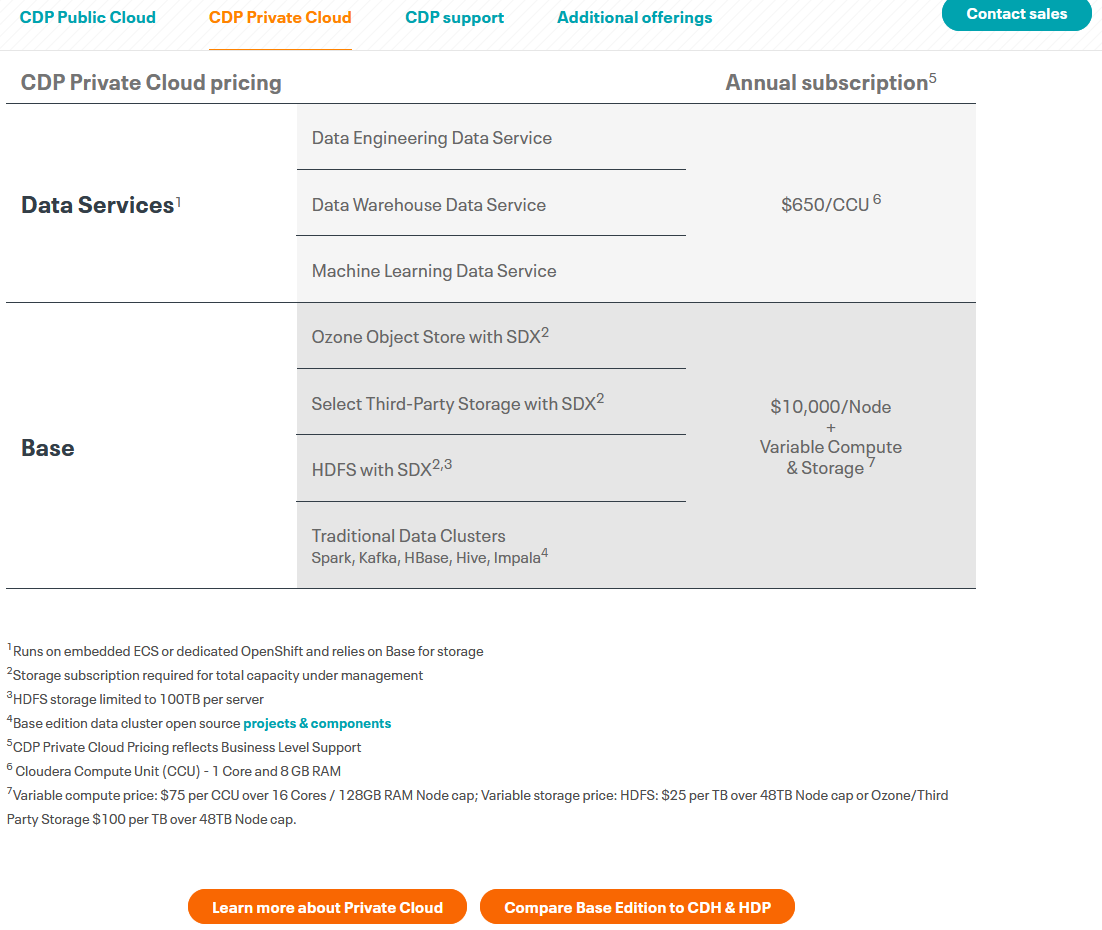 CDP Public Cloud CDP Private Cloud CDP support Additional offerings Contact sales
CDP Private Cloud pricing Annual subscription⁵
Data Engineering Data Service
Data Services¹ Data Warehouse Data Service $650/CCU ⁶
Machine Learning Data Service
Ozone Object Store with SDX²
Select Third-Party Storage with SDX²
$10,000/Node
+
Base Variable Compute
& Storage ⁷
HDFS with SDX²,³
Traditional Data Clusters
Spark, Kafka, HBase, Hive, Impala⁴
¹Runs on embedded ECS or dedicated OpenShift and relies on Base for storage
²Storage subscription required for total capacity under management
³HDFS storage limited to 100TB per server
⁴Base edition data cluster open source projects & components
⁵CDP Private Cloud Pricing reflects Business Level Support
⁶ Cloudera Compute Unit (CCU) - 1 Core and 8 GB RAM
⁷Variable compute price: $75 per CCU over 16 Cores / 128GB RAM Node cap; Variable storage price: HDFS: $25 per TB over 48TB Node cap or Ozone/Third
Party Storage $100 per TB over 48TB Node cap.
Learn more about Private Cloud Compare Base Edition to CDH & HDP